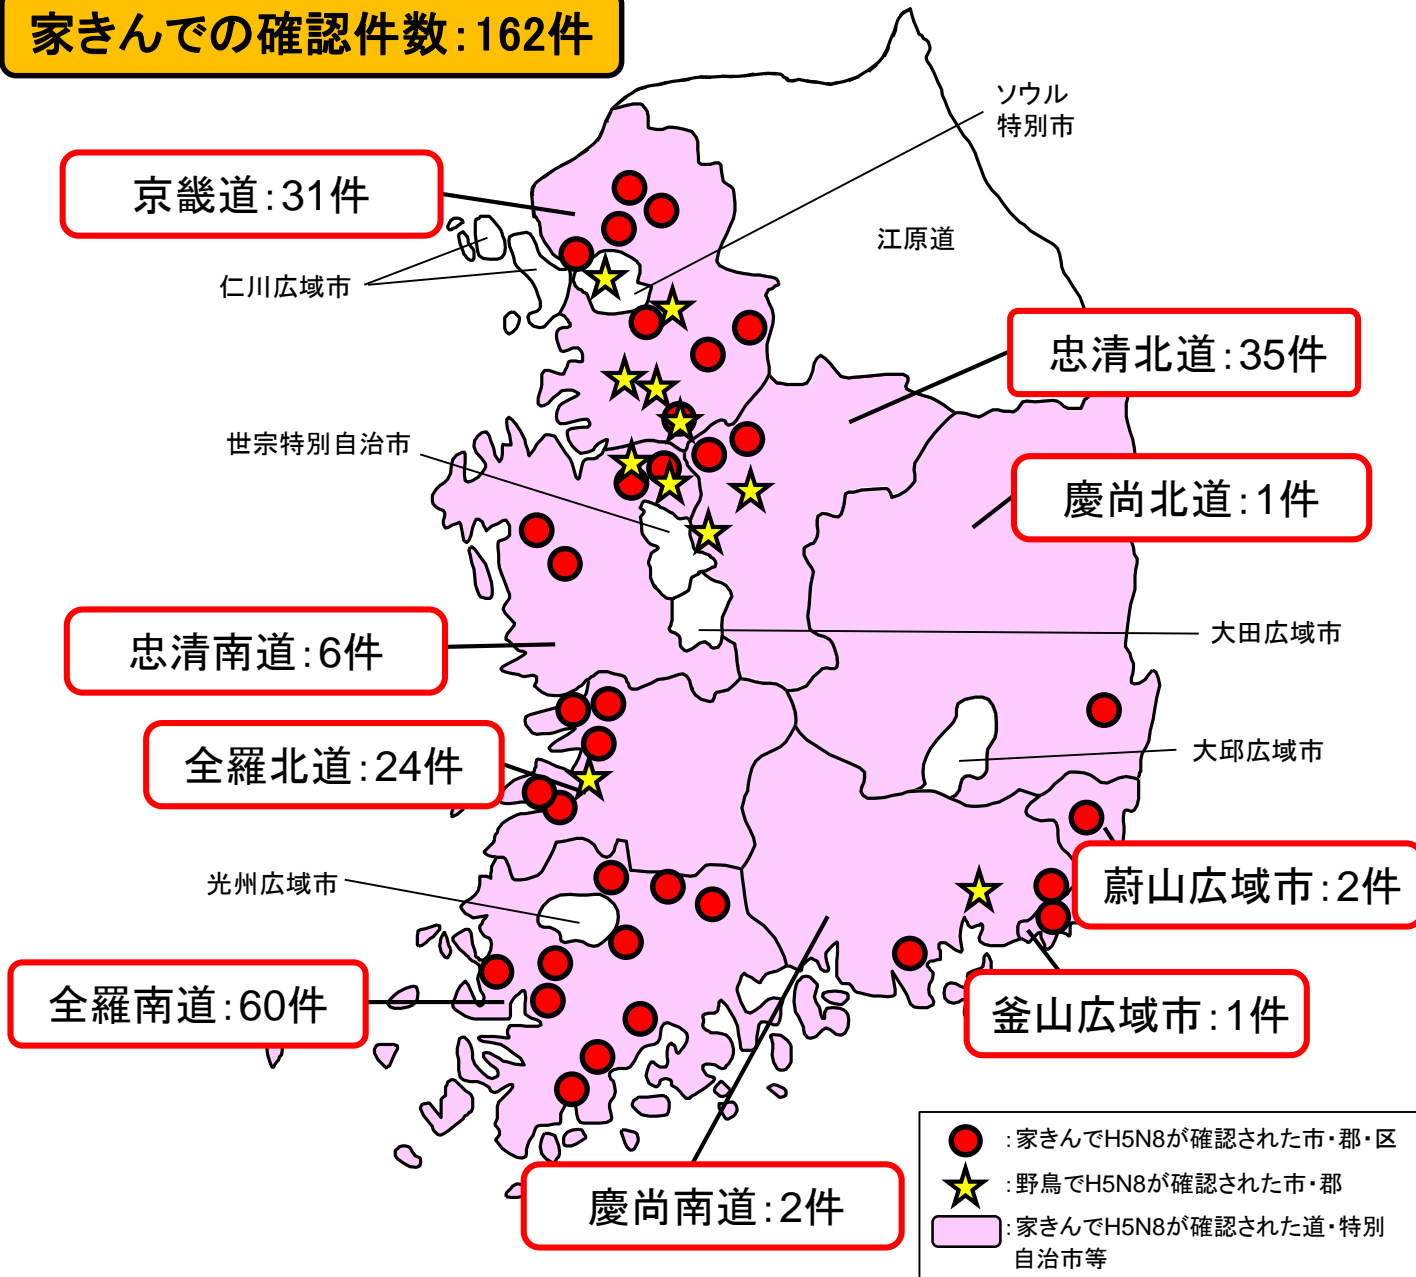 家きんでの確認件数：162件
ソウル
特別市
京畿道：31件
江原道
仁川広域市
忠清北道：35件
世宗特別自治市
慶尚北道：1件
忠清南道：6件
大田広域市
全羅北道：24件
大邱広域市
光州広域市
蔚山広域市：2件
全羅南道：60件
釜山広域市：1件
慶尚南道：2件
：家きんでH5N8が確認された市・郡・区
：野鳥でH5N8が確認された市・郡
：家きんでH5N8が確認された道・特別
自治市等